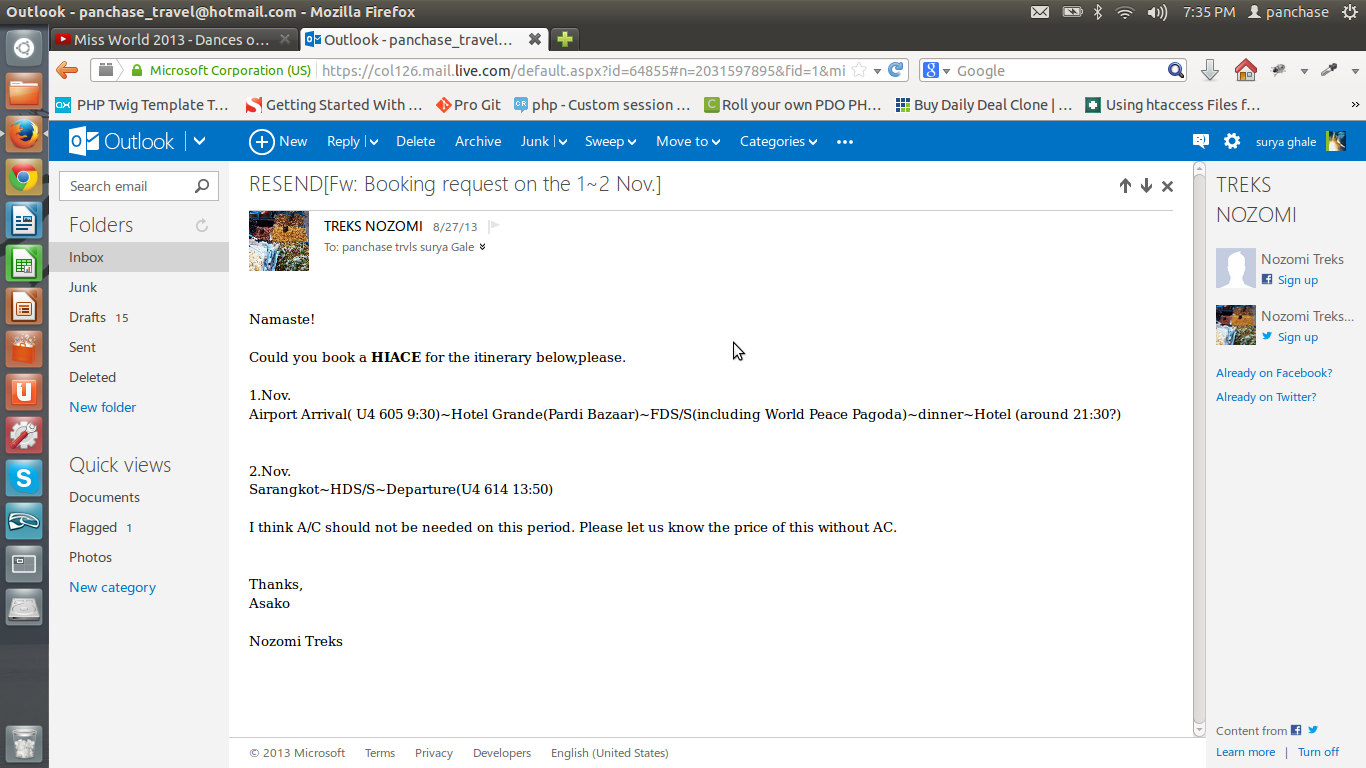 Outlook - panchase_travel@hotmail.com - Mozilla Firefox
7:35 PM
panchase
Miss World 2013 - Dances o...
Outlook - panchase_travel...
Microsoft Corporation (US)
https://col126.mail.live.com/default.aspx?id=64855#n=2031597895&fid=1&mi
Google
PHP Twig Template T...
Getting Started With ...
Pro Git
php - Custom session ...
Roll your own PDO PH...
Buy Daily Deal Clone | ...
Using htaccess Files f...
Outlook
New
Reply
Delete
Archive
Junk
Sweep
Move to
Categories
surya ghale
Search email
Folders
Inbox
Junk
Drafts 15
Sent
Deleted
New folder
Quick views
Documents
Flagged 1
Photos
New category
RESEND[Fw: Booking request on the 1~2 Nov.]
TREKS NOZOMI 8/27/13
To: panchase trvls surya Gale
Namaste!
Could you book a HIACE for the itinerary below,please.
1.Nov.
Airport Arrival( U4 605 9:30)~Hotel Grande(Pardi Bazaar)~FDS/S(including World Peace Pagoda)~dinner~Hotel (around 21:30?)
2.Nov.
Sarangkot~HDS/S~Departure(U4 614 13:50)
I think A/C should not be needed on this period. Please let us know the price of this without AC.
Thanks,
Asako
Nozomi Treks
TREKS
NOZOMI
Nozomi Treks
Sign up
Nozomi Treks...
Sign up
Already on Facebook?
Already on Twitter?
Content from
Learn more | Turn off
© 2013 Microsoft
Terms
Privacy
Developers
English (United States)